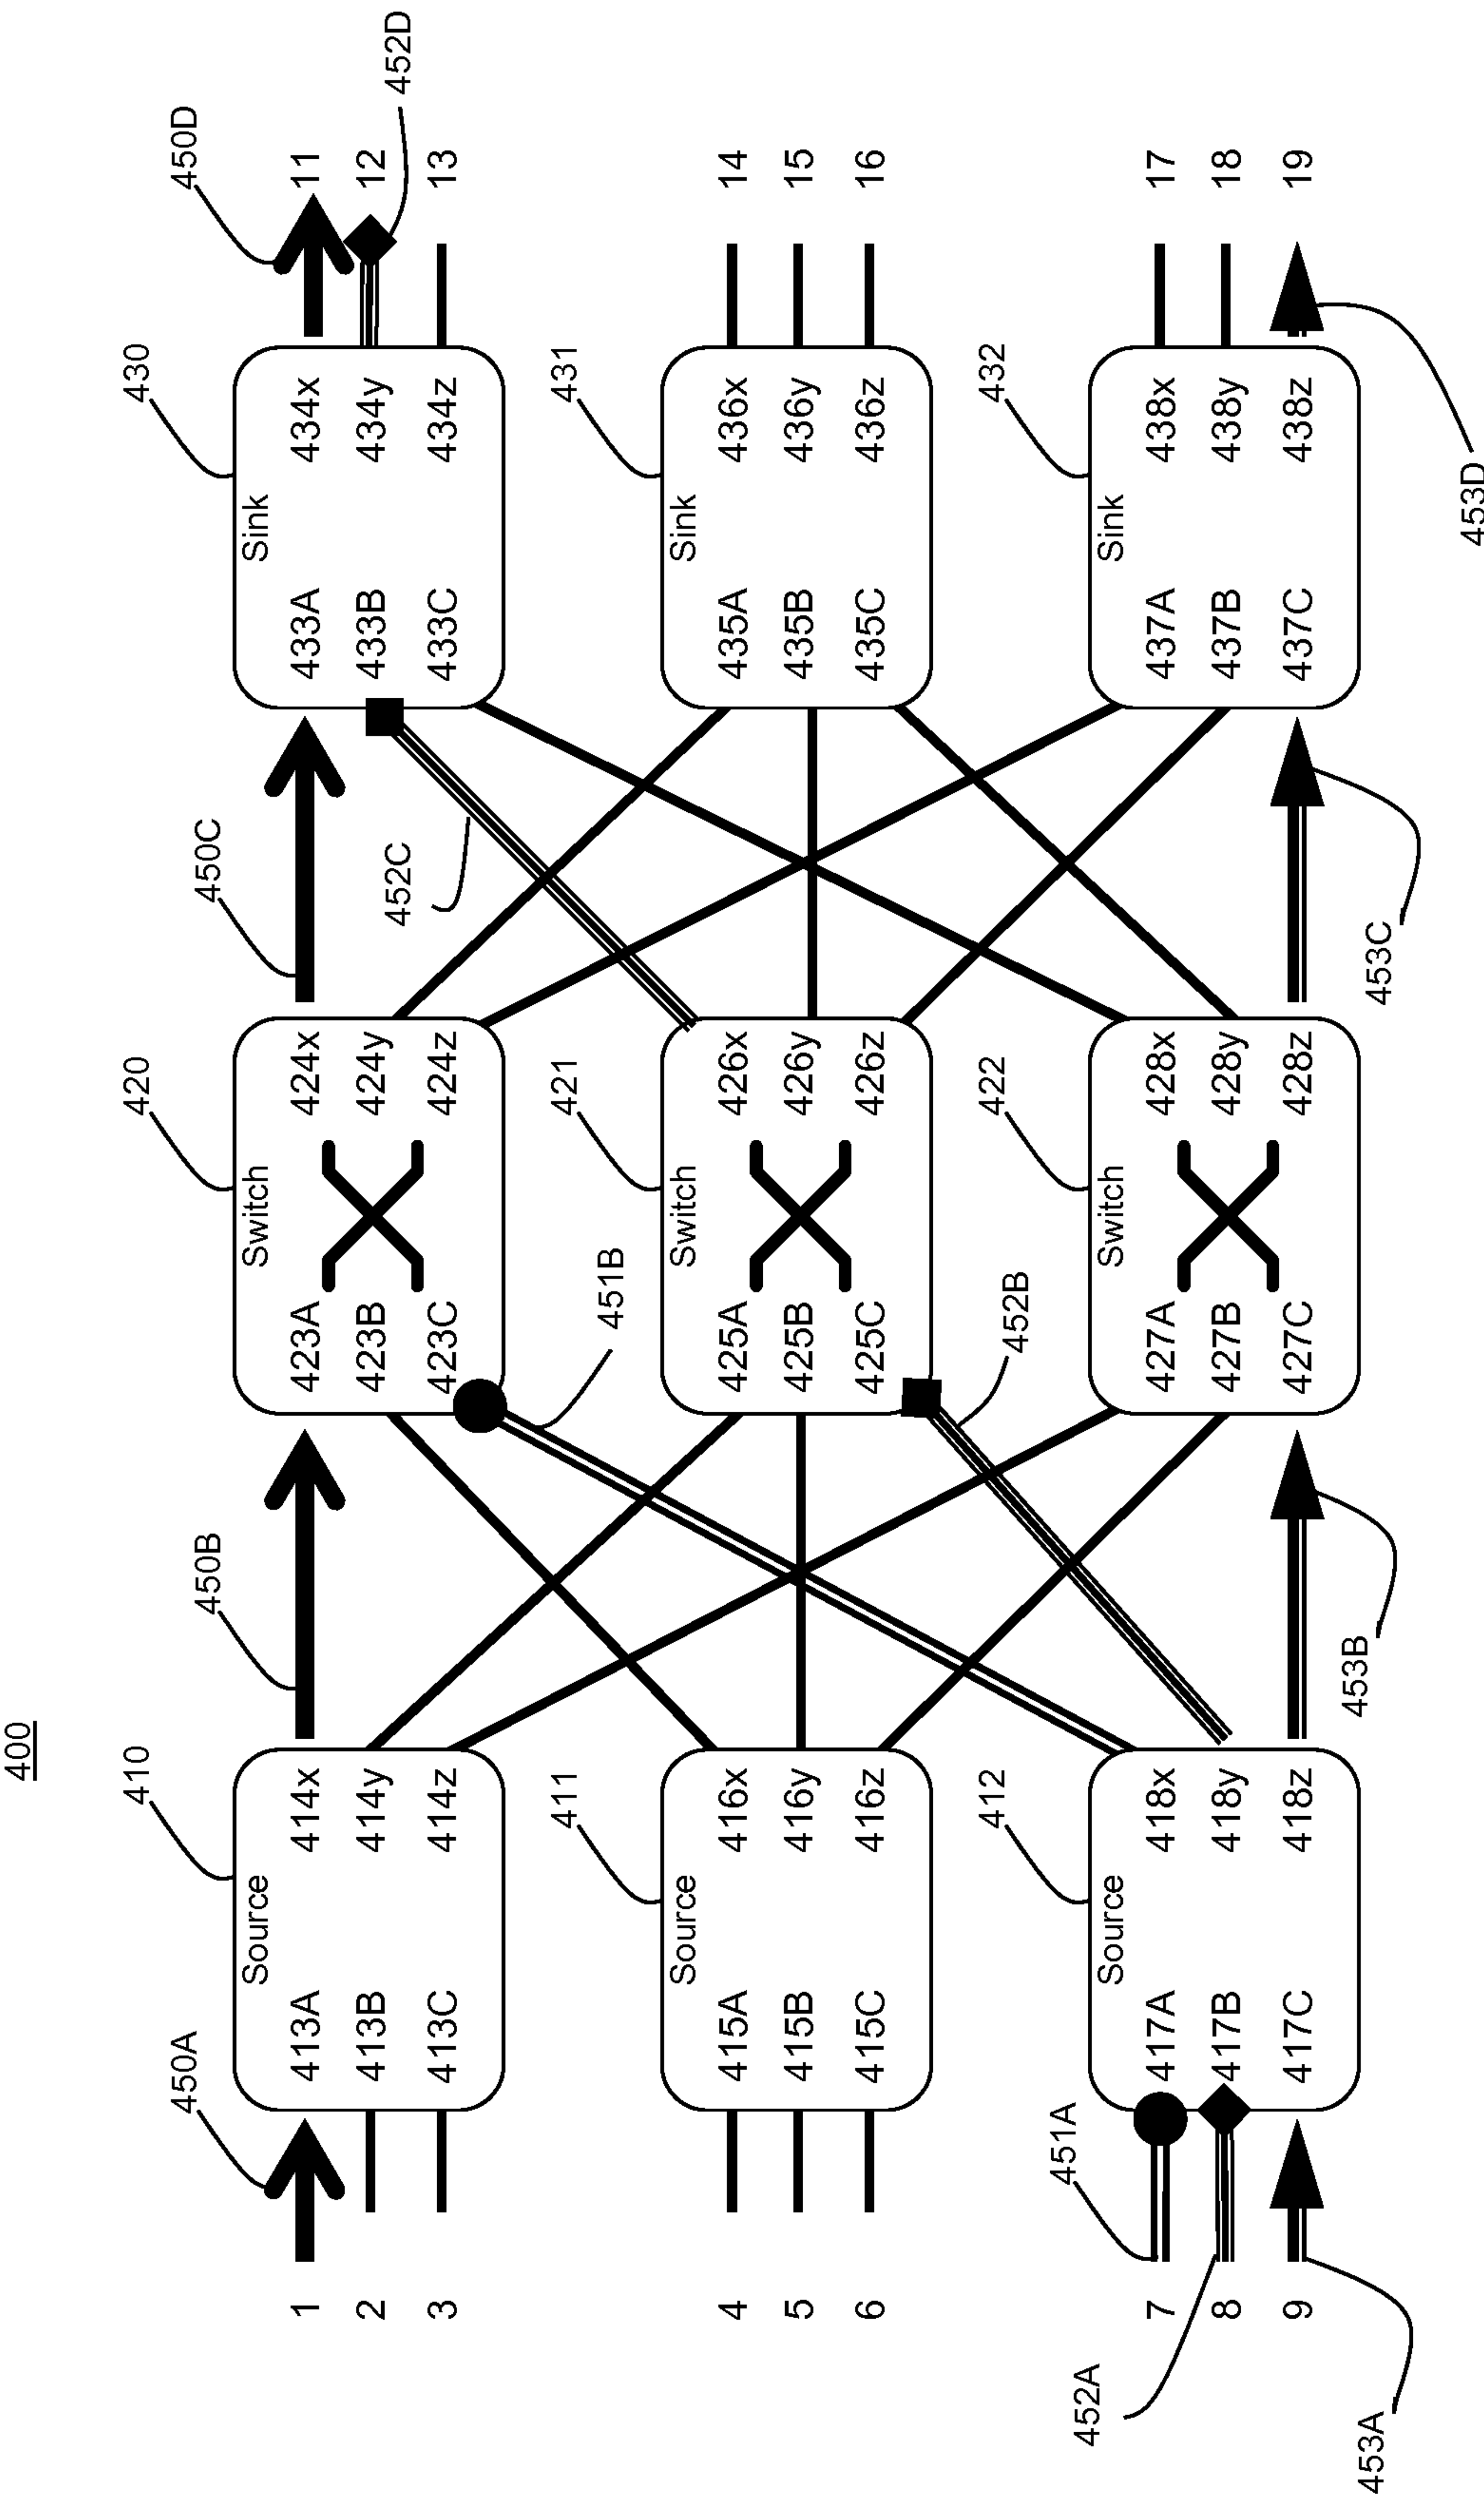 400
410
420
430
450A
450B
450C
450D
Source
Switch
Sink
1
413A
414x
423A
424x
433A
434x
11
2
413B
414y
423B
424y
433B
434y
12
3
413C
414z
423C
424z
433C
434z
13
452C
452D
411
421
431
451B
Source
Switch
Sink
4
415A
416x
425A
426x
435A
436x
14
5
415B
416y
425B
426y
435B
436y
15
6
415C
416z
425C
426z
435C
436z
16
412
422
432
451A
452B
Source
Switch
Sink
7
417A
418x
427A
428x
437A
438x
17
8
417B
418y
427B
428y
437B
438y
18
9
417C
418z
427C
428z
437C
438z
19
452A
453A
453B
453C
453D